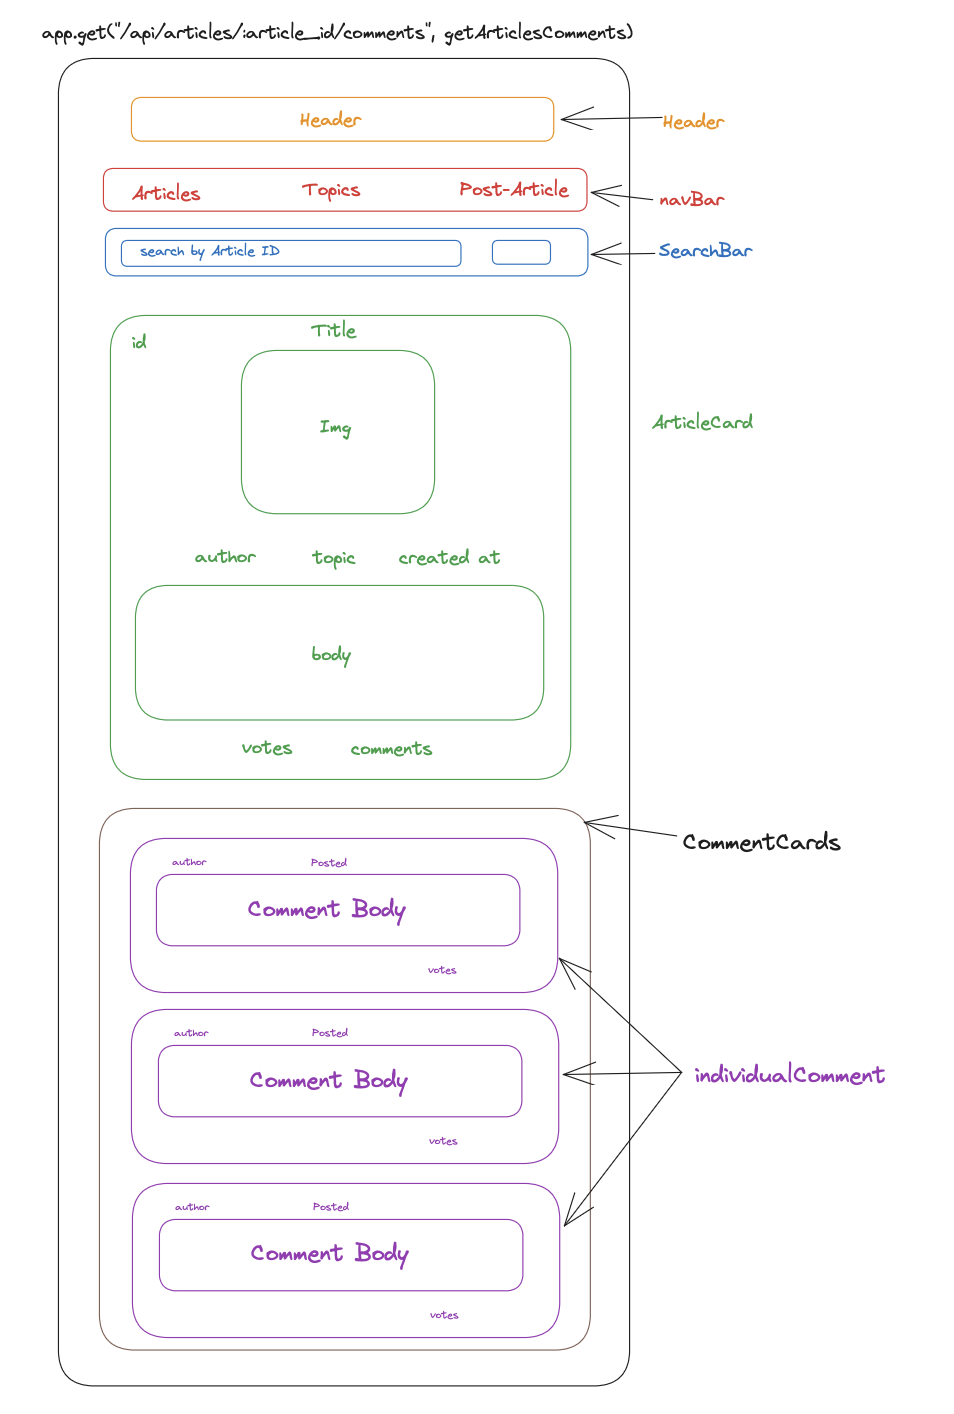 app.get("/api/articles/:article_id/comments", getArticlesComments)
Header
Header
Articles Topics Post-Article
navBar
search by Article ID
SearchBar
id
Title
Img
ArticleCard
author topic created at
body
votes comments
CommentCards
author Posted
Comment Body
votes
author Posted
Comment Body
individualComment
votes
author Posted
Comment Body
votes